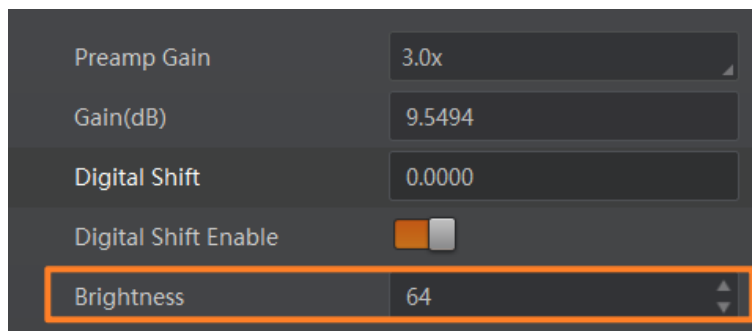 Preamp Gain 3.0x
Gain(dB) 9.5494
Digital Shift 0.0000
Digital Shift Enable
Brightness 64